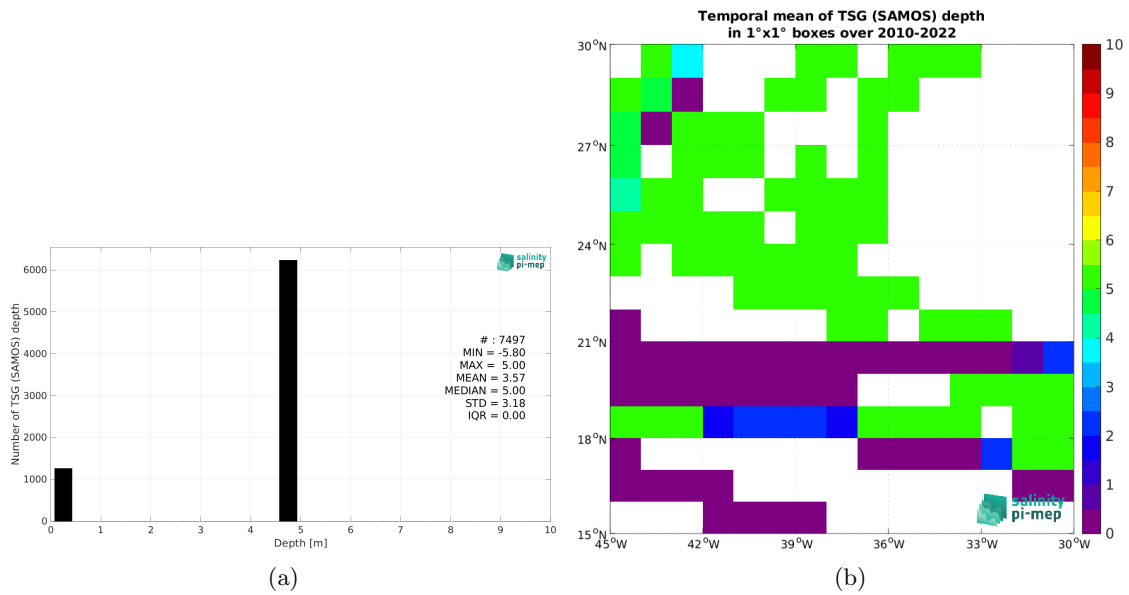 Number of TSG (SAMOS) depth
6000
5000
4000
3000
2000
1000
0
0 1 2 3 4 5 6 7 8 9 10
Depth [m]
salinity
pi-mep
# : 7497
MIN = -5.80
MAX = 5.00
MEAN = 3.57
MEDIAN = 5.00
STD = 3.18
IQR = 0.00
(a)
Temporal mean of TSG (SAMOS) depth
in 1°x1° boxes over 2010-2022
30°N
27°N
24°N
21°N
18°N
15°N
45°W 42°W 39°W 36°W 33°W 30°W
salinity
pi-mep
10
9
8
7
6
5
4
3
2
1
0
(b)